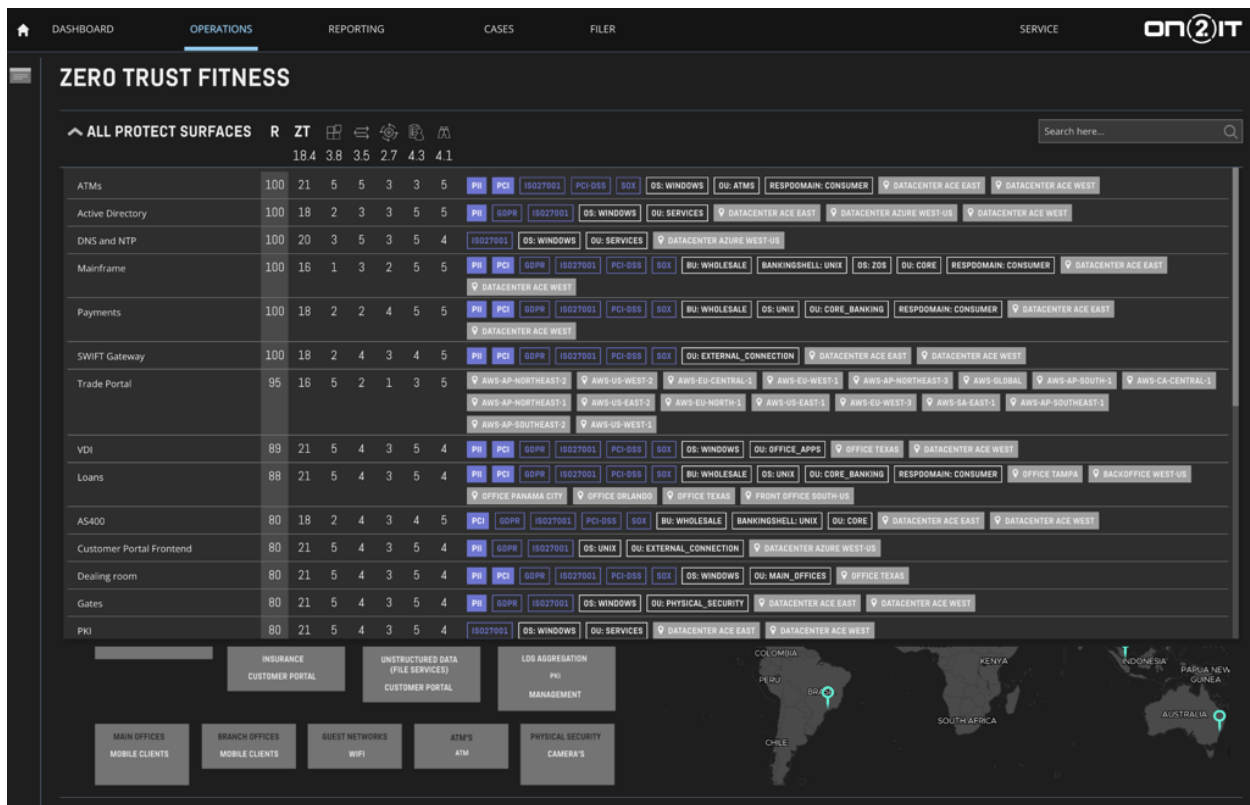 DASHBOARD OPERATIONS REPORTING CASES FILER SERVICE ON2IT
ZERO TRUST FITNESS
ALL PROTECT SURFACES R ZT Search here...
18.4 3.8 3.5 2.7 4.3 4.1
ATMs 100 21 5 5 3 3 5 PII PCI ISO27001 PCI-DSS SOX OS: WINDOWS OU: ATMS RESPDOMAIN: CONSUMER DATACENTER ACE EAST DATACENTER ACE WEST
Active Directory 100 18 2 3 3 5 5 PII GDPR ISO27001 OS: WINDOWS OU: SERVICES DATACENTER ACE EAST DATACENTER AZURE WEST-US DATACENTER ACE WEST
DNS and NTP 100 20 3 5 3 5 4 ISO27001 OS: WINDOWS OU: SERVICES DATACENTER AZURE WEST-US
Mainframe 100 16 1 3 2 5 5 PII PCI GDPR ISO27001 PCI-DSS SOX BU: WHOLESALE BANKINGSHELL: UNIX OS: ZOS OU: CORE RESPDOMAIN: CONSUMER DATACENTER ACE EAST
DATACENTER ACE WEST
Payments 100 18 2 2 4 5 5 PII PCI GDPR ISO27001 PCI-DSS SOX BU: WHOLESALE OS: UNIX OU: CORE_BANKING RESPDOMAIN: CONSUMER DATACENTER ACE EAST
DATACENTER ACE WEST
SWIFT Gateway 100 18 2 4 3 4 5 PII PCI GDPR ISO27001 PCI-DSS SOX OU: EXTERNAL_CONNECTION DATACENTER ACE EAST DATACENTER ACE WEST
Trade Portal 95 16 5 2 1 3 5 AWS-AP-NORTHEAST-2 AWS-US-WEST-2 AWS-EU-CENTRAL-1 AWS-EU-WEST-1 AWS-AP-NORTHEAST-3 AWS-GLOBAL AWS-AP-SOUTH-1 AWS-CA-CENTRAL-1
AWS-AP-NORTHEAST-1 AWS-US-EAST-2 AWS-EU-NORTH-1 AWS-US-EAST-1 AWS-EU-WEST-3 AWS-SA-EAST-1 AWS-AP-SOUTHEAST-1
AWS-AP-SOUTHEAST-2 AWS-US-WEST-1
VDI 89 21 5 4 3 5 4 PII PCI GDPR ISO27001 PCI-DSS SOX OS: WINDOWS OU: OFFICE_APPS OFFICE TEXAS DATACENTER ACE WEST
Loans 88 21 5 4 3 5 4 PII PCI GDPR ISO27001 PCI-DSS SOX BU: WHOLESALE OS: UNIX OU: CORE_BANKING RESPDOMAIN: CONSUMER OFFICE TAMPA BACKOFFICE WEST-US
OFFICE PANAMA CITY OFFICE ORLANDO OFFICE TEXAS FRONT OFFICE SOUTH-US
AS400 80 18 2 4 3 4 5 PCI GDPR ISO27001 PCI-DSS SOX BU: WHOLESALE BANKINGSHELL: UNIX OU: CORE DATACENTER ACE EAST DATACENTER ACE WEST
Customer Portal Frontend 80 21 5 4 3 5 4 PII GDPR ISO27001 OS: UNIX OU: EXTERNAL_CONNECTION DATACENTER AZURE WEST-US
Dealing room 80 21 5 4 3 5 4 PII PCI GDPR ISO27001 PCI-DSS SOX OS: WINDOWS OU: MAIN_OFFICES OFFICE TEXAS
Gates 80 21 5 4 3 5 4 PII GDPR ISO27001 OS: WINDOWS OU: PHYSICAL_SECURITY DATACENTER ACE EAST DATACENTER ACE WEST
PKI 80 21 5 4 3 5 4 ISO27001 OS: WINDOWS OU: SERVICES DATACENTER ACE EAST DATACENTER ACE WEST
INSURANCE
CUSTOMER PORTAL
UNSTRUCTURED DATA
(FILE SERVICES)
CUSTOMER PORTAL
LOG AGGREGATION
PKI
MANAGEMENT
MAIN OFFICES
MOBILE CLIENTS
BRANCH OFFICES
MOBILE CLIENTS
GUEST NETWORKS
WIFI
ATM'S
ATM
PHYSICAL SECURITY
CAMERA'S
COLOMBIA
PERU
CHILE
KENYA
SOUTH AFRICA
INDONESIA
PAPUA NEW
GUINEA
AUSTRALIA